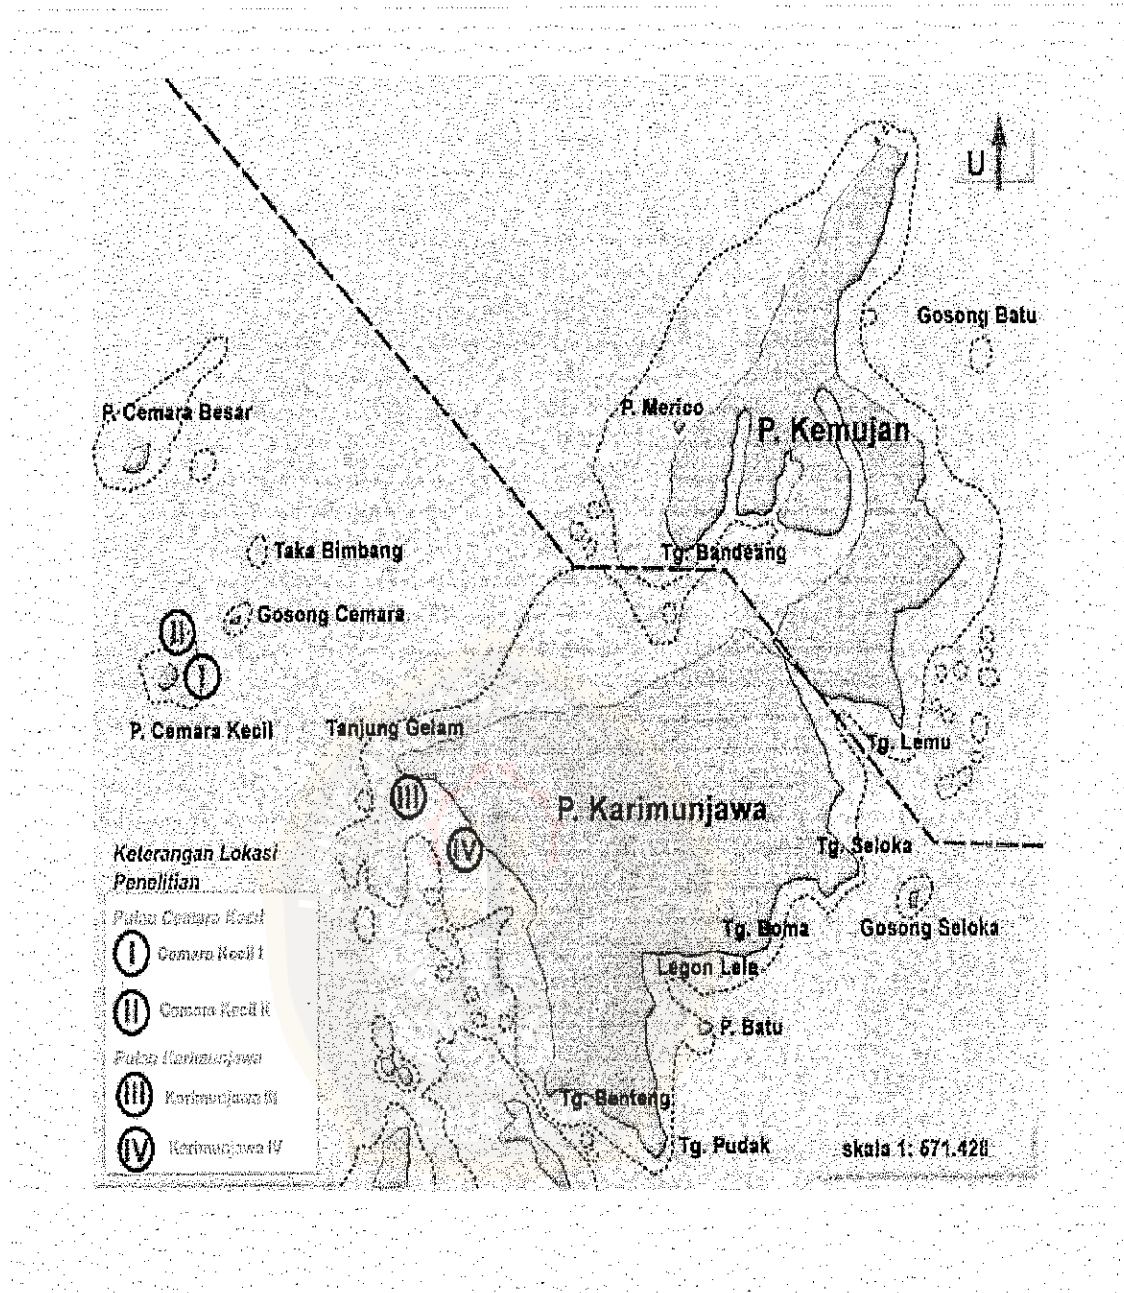 U
Gosong Batu
P. Cemara Besar
P. Merico
P. Kemujan
Taka Bimbang
Tg. Bandeang
Gosong Cemara
II
I
P. Cemara Kecil
Tanjung Gelam
Tg. Lemu
III
P. Karimunjawa
IV
Tg. Seloka
Keterangan Lokasi
Penelitian
Pulau Cemara Kecil
I Cemara Kecil I
II Cemara Kecil II
Pulau Karimunjawa
III Karimunjawa III
IV Karimunjawa IV
Tg. Boma
Gosong Seloka
Legon Lele
P. Batu
Tg. Benteng
Tg. Pudak
skala 1: 571.428